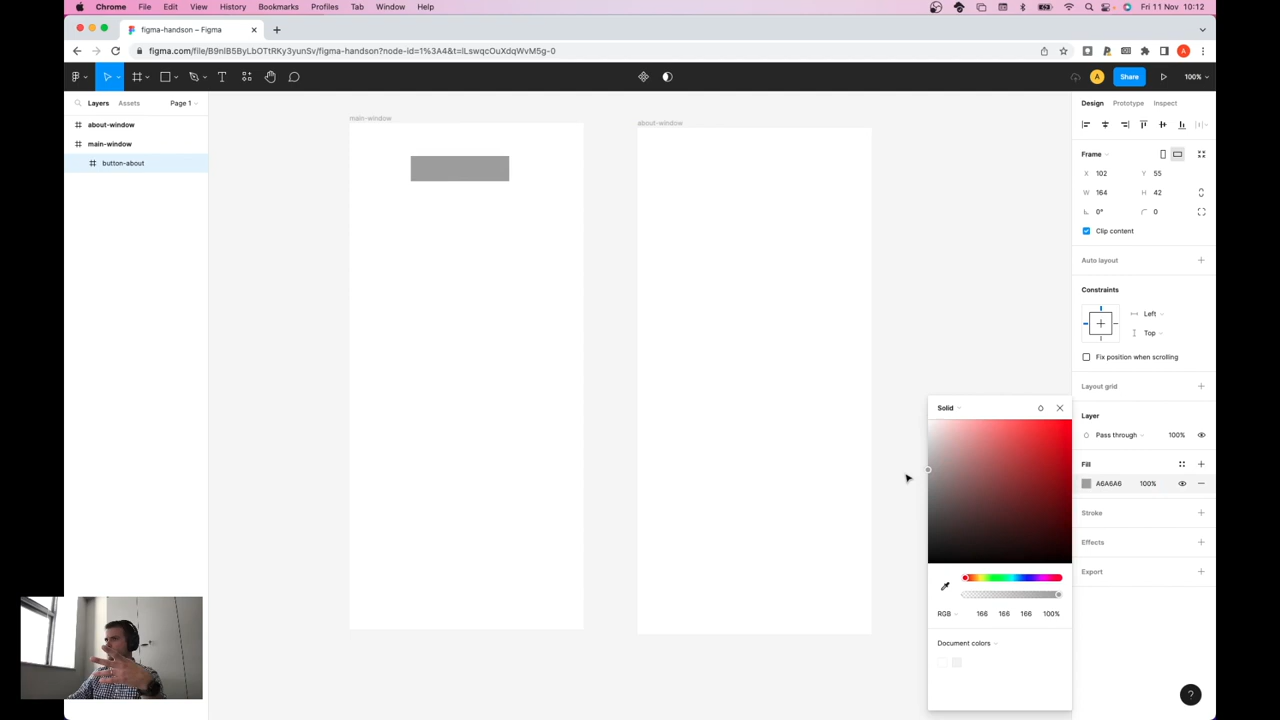 Chrome File Edit View History Bookmarks Profiles Tab Window Help Fri 11 Nov 10:12
figma-handson – Figma
figma.com/file/B9nIB5ByLbOTtRKy3yunSv/figma-handson?node-id=1%3A4&t=lLswqcOuXdqWvM5g-0 A
A Share 100%
Layers Assets Page 1
about-window
main-window
button-about
main-window
about-window
Design Prototype Inspect
Frame
X 102 Y 55
W 164 H 42
0° 0
Clip content
Auto layout
Constraints
Left
Top
Fix position when scrolling
Layout grid
Layer
Pass through 100%
Fill
A6A6A6 100%
Stroke
Effects
Export
Solid
RGB 166 166 166 100%
Document colors
?